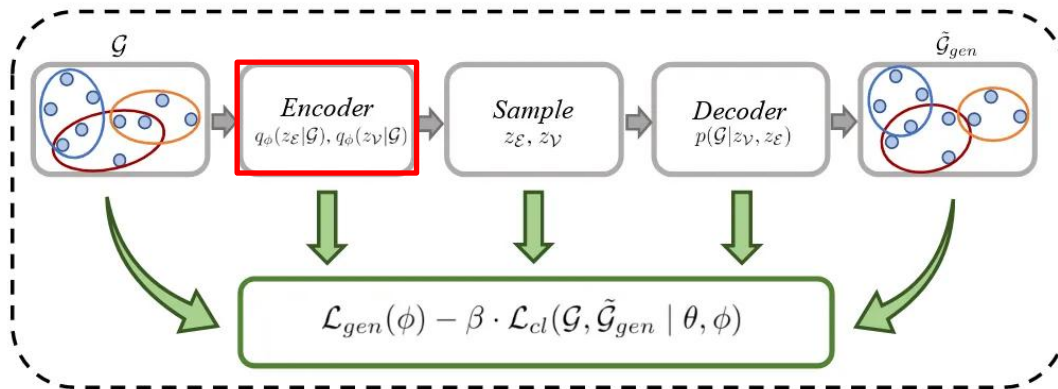 𝒢
𝒢̃_gen
Encoder
q_ϕ(z_ℰ|𝒢), q_ϕ(z_𝒱|𝒢)
Sample
z_ℰ, z_𝒱
Decoder
p(𝒢|z_𝒱, z_ℰ)
ℒ_gen(ϕ) − β · ℒ_cl(𝒢, 𝒢̃_gen | θ, ϕ)